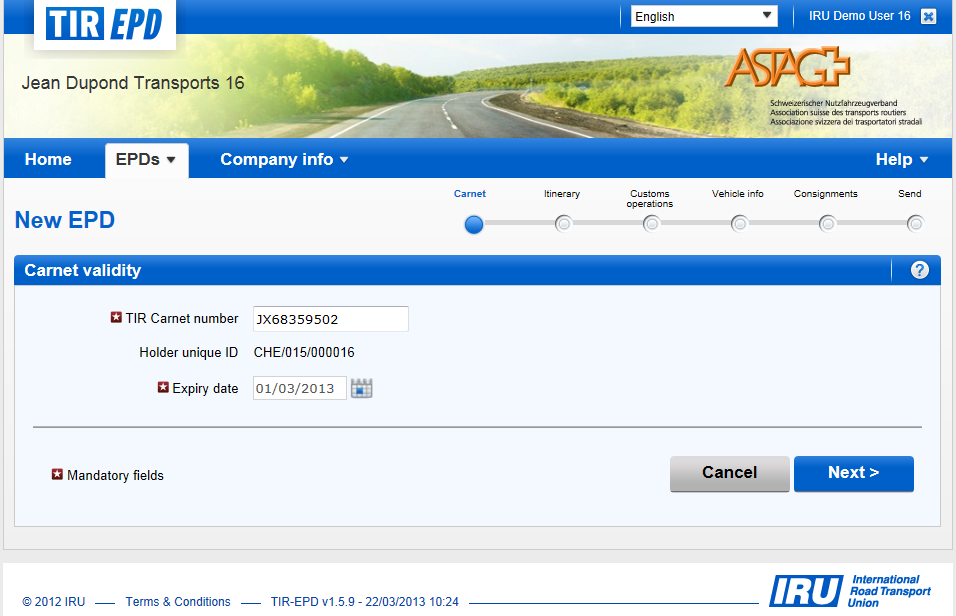 TIR EPD
English
IRU Demo User 16
Jean Dupond Transports 16
ASTAG
Schweizerischer Nutzfahrzeugverband
Association suisse des transports routiers
Associazione svizzera dei trasportatori stradali
Home
EPDs
Company info
Help
New EPD
Carnet
Itinerary
Customs
operations
Vehicle info
Consignments
Send
Carnet validity
?
TIR Carnet number
JX68359502
Holder unique ID
CHE/015/000016
Expiry date
01/03/2013
Mandatory fields
Cancel
Next >
© 2012 IRU
Terms & Conditions
TIR-EPD v1.5.9 - 22/03/2013 10:24
IRU
International
Road Transport
Union